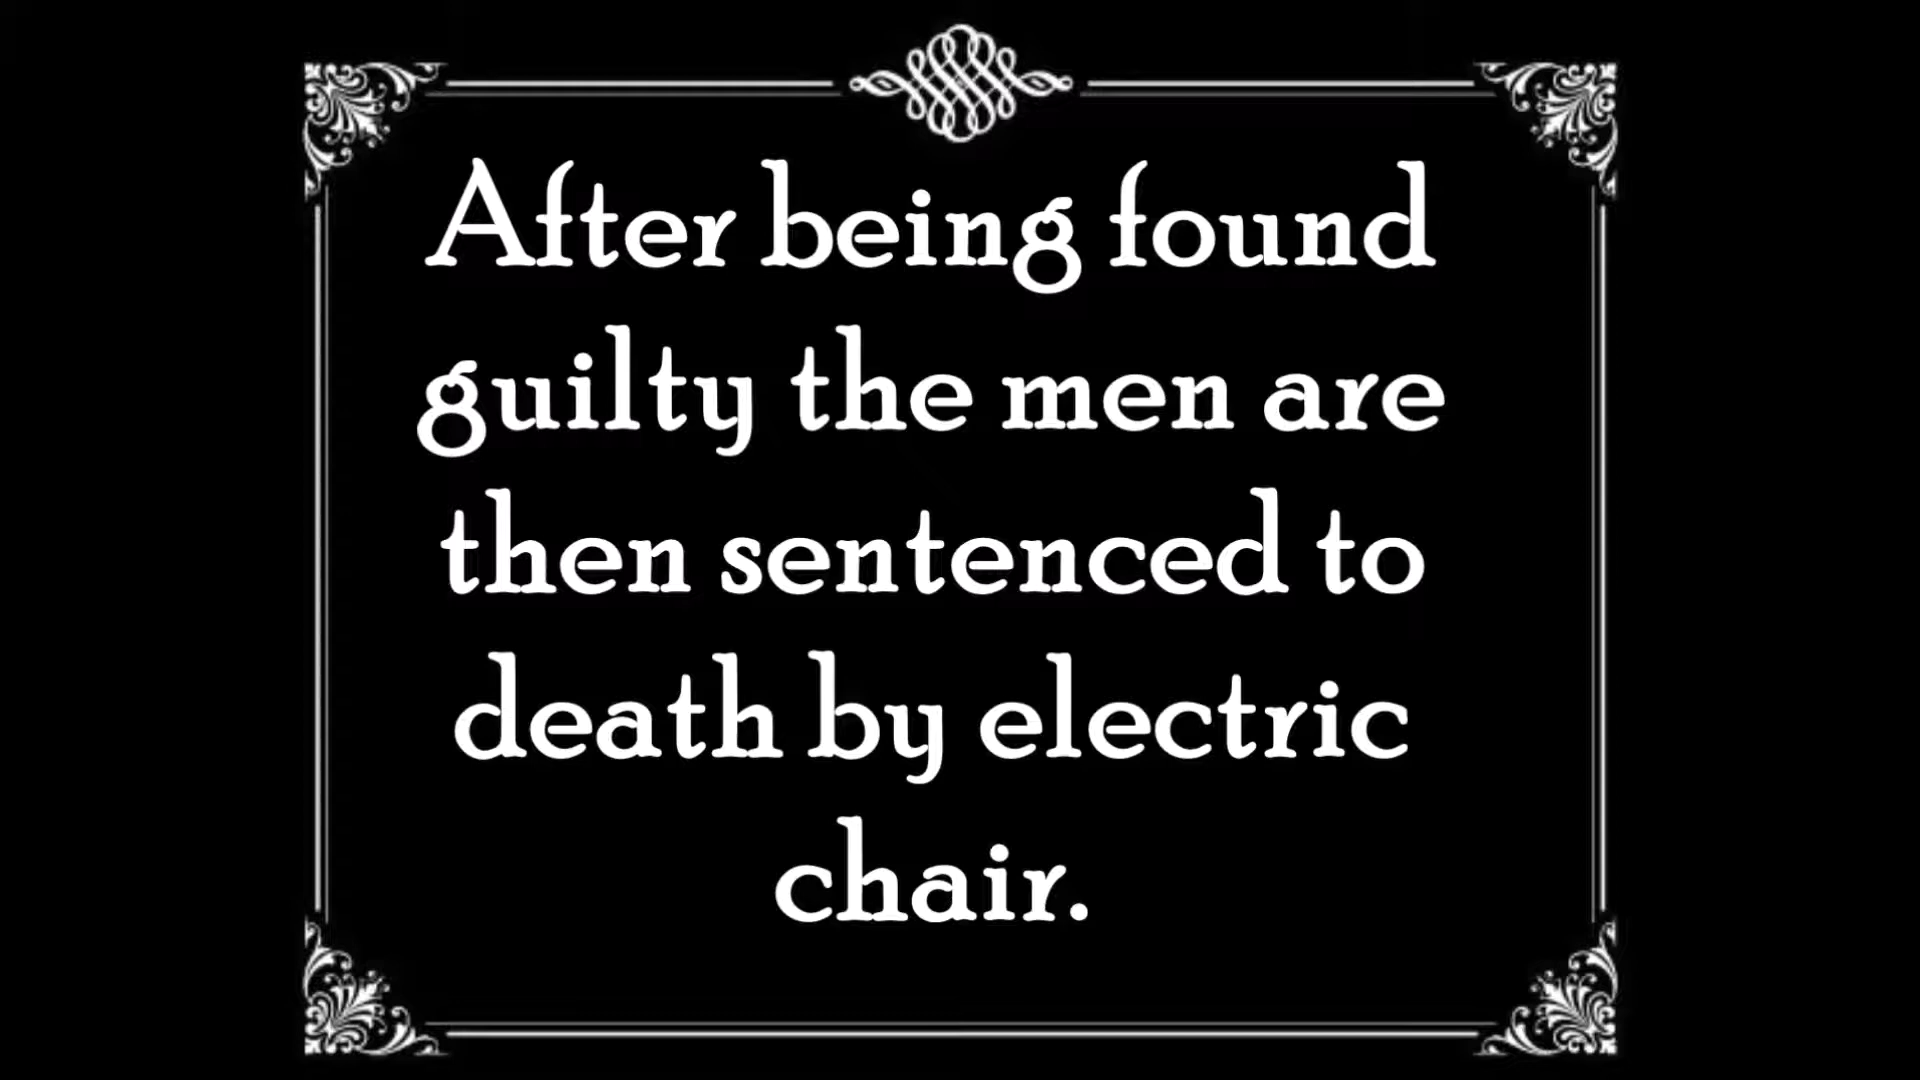 After being found
guilty the men are
then sentenced to
death by electric
chair.